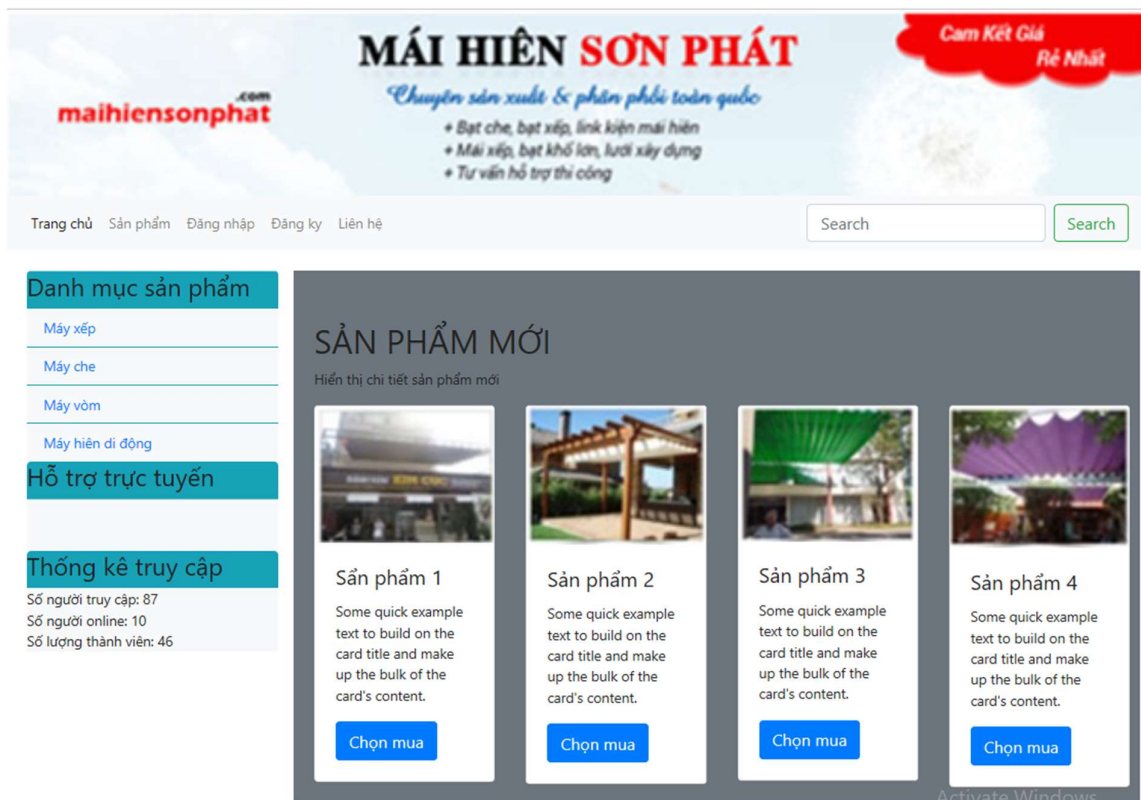 MÁI HIÊN SƠN PHÁT
Cam Kết Giá
Rẻ Nhất
maihiensonphat.com
Chuyên sản xuất & phân phối toàn quốc
+ Bạt che, bạt xếp, link kiện mái hiên
+ Mái xếp, bạt khổ lớn, lưới xây dựng
+ Tư vấn hỗ trợ thi công
Trang chủ Sản phẩm Đăng nhập Đăng ky Liên hệ Search Search
Danh mục sản phẩm
Máy xếp
Máy che
Máy vòm
Máy hiên di động
Hỗ trợ trực tuyến
Thống kê truy cập
Số người truy cập: 87
Số người online: 10
Số lượng thành viên: 46
SẢN PHẨM MỚI
Hiển thị chi tiết sản phẩm mới
KIM CUC
Sẩn phẩm 1
Some quick example
text to build on the
card title and make
up the bulk of the
card's content.
Chọn mua
Sản phẩm 2
Some quick example
text to build on the
card title and make
up the bulk of the
card's content.
Chọn mua
Sản phẩm 3
Some quick example
text to build on the
card title and make
up the bulk of the
card's content.
Chọn mua
Sản phẩm 4
Some quick example
text to build on the
card title and make
up the bulk of the
card's content.
Chọn mua
Activate Windows